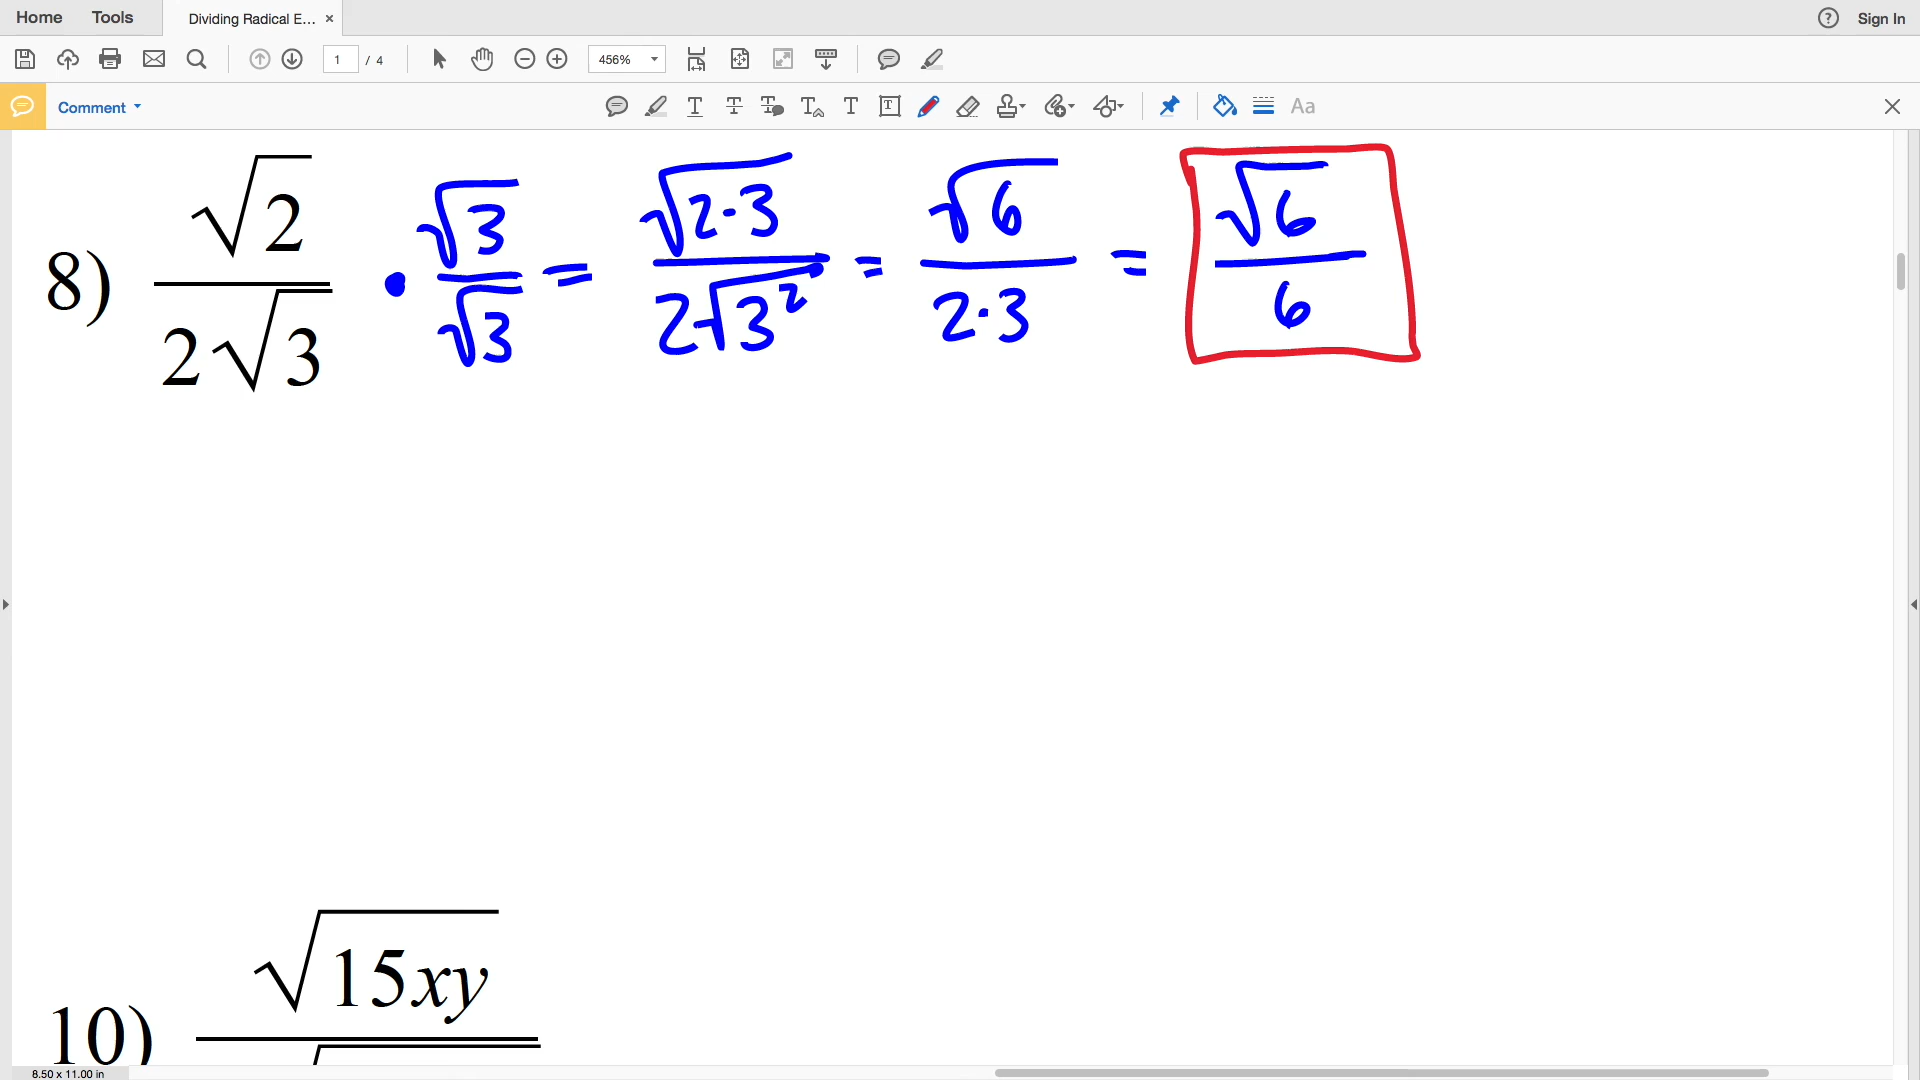 Home Tools Dividing Radical E... × Sign In
1 / 4 456%
Comment Aa
8) √2 / 2√3 • √3 / √3 = √2·3 / 2√3² = √6 / 2·3 = √6 / 6
10) √15xy
8.50 x 11.00 in